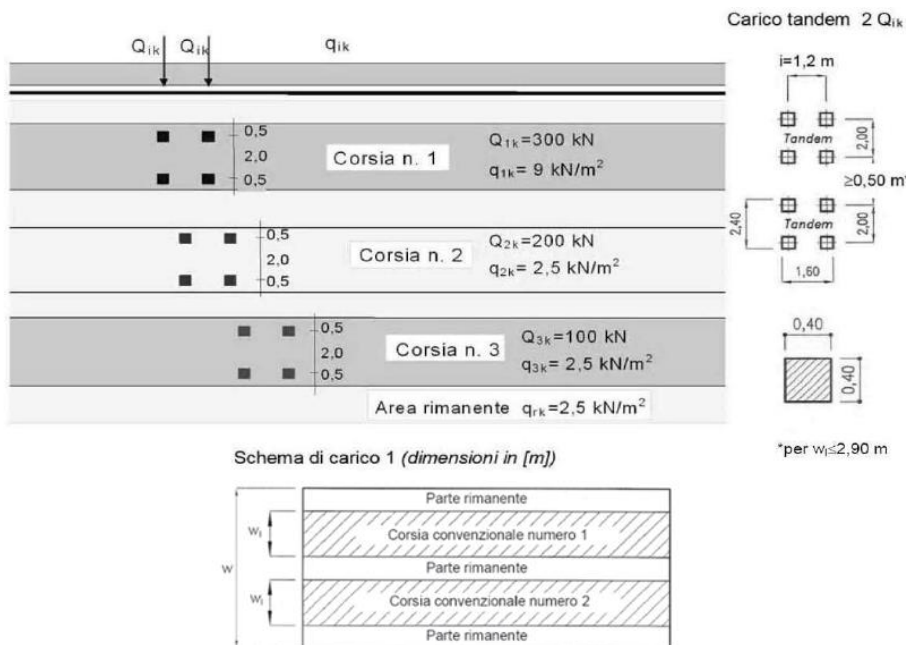 Carico tandem 2 Qik
Qik Qik qik
i=1,2 m
0,5
2,0
0,5
Corsia n. 1
Q1k=300 kN
q1k= 9 kN/m²
Tandem
2,00
≥0,50 m*
0,5
2,0
0,5
Corsia n. 2
Q2k=200 kN
q2k= 2,5 kN/m²
2,40
Tandem
2,00
1,60
0,5
2,0
0,5
Corsia n. 3
Q3k=100 kN
q3k= 2,5 kN/m²
0,40
0,40
Area rimanente qrk=2,5 kN/m²
*per wl≤2,90 m
Schema di carico 1 (dimensioni in [m])
Parte rimanente
wl
Corsia convenzionale numero 1
w
Parte rimanente
wl
Corsia convenzionale numero 2
Parte rimanente